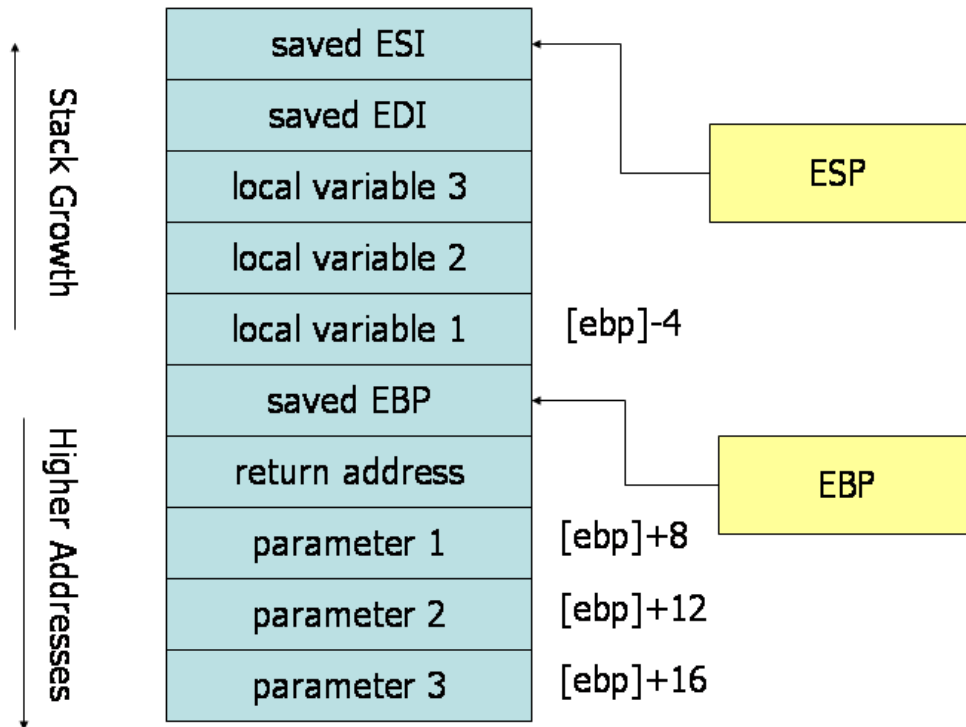 Stack Growth
Higher Addresses
saved ESI
saved EDI
local variable 3
local variable 2
local variable 1
saved EBP
return address
parameter 1
parameter 2
parameter 3
[ebp]-4
[ebp]+8
[ebp]+12
[ebp]+16
ESP
EBP